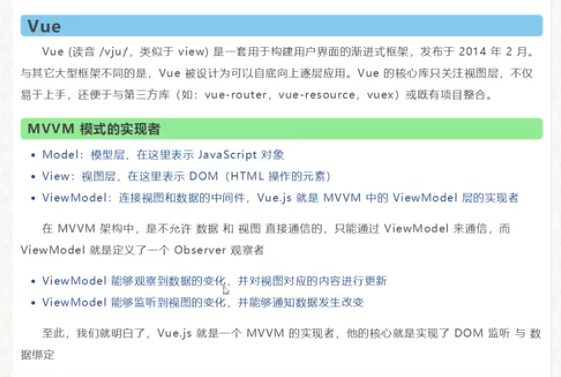 Vue
Vue (读音 /vju/，类似于 view) 是一套用于构建用户界面的渐进式框架，发布于 2014 年 2 月。
与其它大型框架不同的是，Vue 被设计为可以自底向上逐层应用。Vue 的核心库只关注视图层，不仅
易于上手，还便于与第三方库（如：vue-router，vue-resource，vuex）或既有项目整合。
MVVM 模式的实现者
• Model：模型层，在这里表示 JavaScript 对象
• View：视图层，在这里表示 DOM（HTML 操作的元素）
• ViewModel：连接视图和数据的中间件，Vue.js 就是 MVVM 中的 ViewModel 层的实现者
在 MVVM 架构中，是不允许 数据 和 视图 直接通信的，只能通过 ViewModel 来通信，而
ViewModel 就是定义了一个 Observer 观察者
• ViewModel 能够观察到数据的变化，并对视图对应的内容进行更新
• ViewModel 能够监听到视图的变化，并能够通知数据发生改变
至此，我们就明白了，Vue.js 就是一个 MVVM 的实现者，他的核心就是实现了 DOM 监听 与 数
据绑定